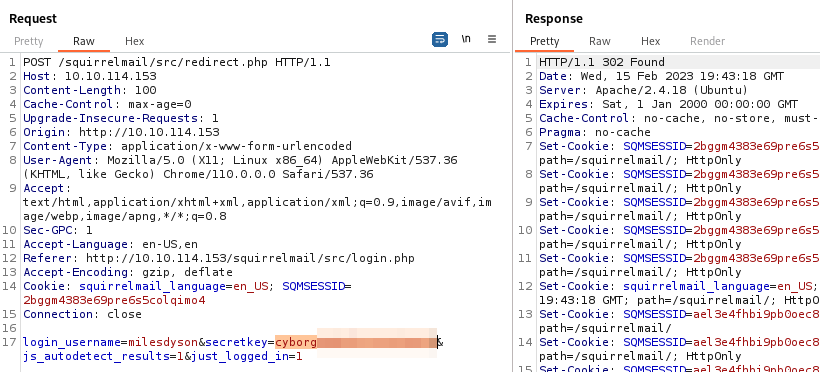 Request
Pretty Raw Hex
\n
1 POST /squirrelmail/src/redirect.php HTTP/1.1
2 Host: 10.10.114.153
3 Content-Length: 100
4 Cache-Control: max-age=0
5 Upgrade-Insecure-Requests: 1
6 Origin: http://10.10.114.153
7 Content-Type: application/x-www-form-urlencoded
8 User-Agent: Mozilla/5.0 (X11; Linux x86_64) AppleWebKit/537.36
(KHTML, like Gecko) Chrome/110.0.0.0 Safari/537.36
9 Accept:
text/html,application/xhtml+xml,application/xml;q=0.9,image/avif,im
age/webp,image/apng,*/*;q=0.8
10 Sec-GPC: 1
11 Accept-Language: en-US,en
12 Referer: http://10.10.114.153/squirrelmail/src/login.php
13 Accept-Encoding: gzip, deflate
14 Cookie: squirrelmail_language=en_US; SQMSESSID=
2bggm4383e69pre6s5colqimo4
15 Connection: close
16
17 login_username=milesdyson&secretkey=cyborg &
js_autodetect_results=1&just_logged_in=1
Response
Pretty Raw Hex Render
1 HTTP/1.1 302 Found
2 Date: Wed, 15 Feb 2023 19:43:18 GMT
3 Server: Apache/2.4.18 (Ubuntu)
4 Expires: Sat, 1 Jan 2000 00:00:00 GMT
5 Cache-Control: no-cache, no-store, must-
6 Pragma: no-cache
7 Set-Cookie: SQMSESSID=2bggm4383e69pre6s5
path=/squirrelmail/; HttpOnly
8 Set-Cookie: SQMSESSID=2bggm4383e69pre6s5
path=/squirrelmail/; HttpOnly
9 Set-Cookie: SQMSESSID=2bggm4383e69pre6s5
path=/squirrelmail/; HttpOnly
10 Set-Cookie: SQMSESSID=2bggm4383e69pre6s5
path=/squirrelmail/; HttpOnly
11 Set-Cookie: SQMSESSID=2bggm4383e69pre6s5
path=/squirrelmail/; HttpOnly
12 Set-Cookie: squirrelmail_language=en_US;
19:43:18 GMT; path=/squirrelmail/; HttpO
13 Set-Cookie: SQMSESSID=ael3e4fhbi9pb0oec8
path=/squirrelmail/
14 Set-Cookie: SQMSESSID=ael3e4fhbi9pb0oec8
path=/squirrelmail/; HttpOnly
15 Set-Cookie: SQMSESSID=ael3e4fhbi9pb0oec8